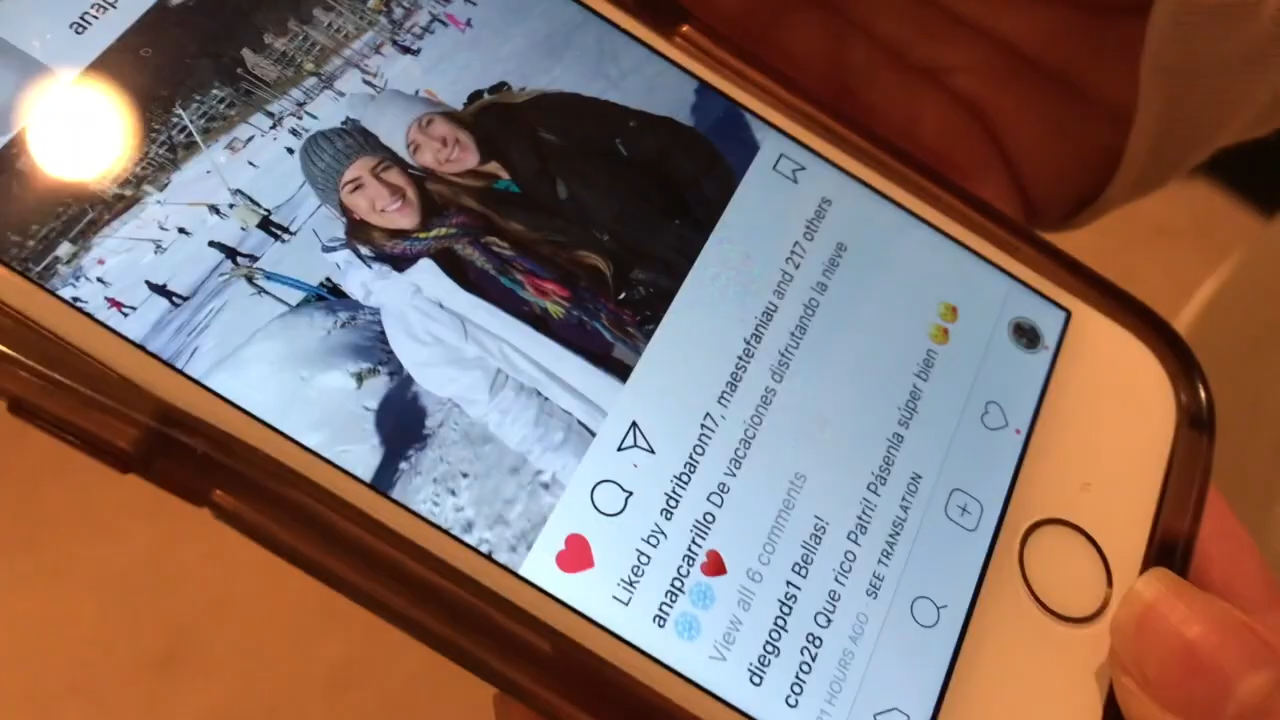 anap
Liked by adribaron17, maestefaniau and 217 others
anapcarrillo De vacaciones disfrutando la nieve
❄️❄️❤️
View all 6 comments
diegopds1 Bellas!
coro28 Que rico Patri! Pásenla súper bien 😘😘
21 HOURS AGO · SEE TRANSLATION